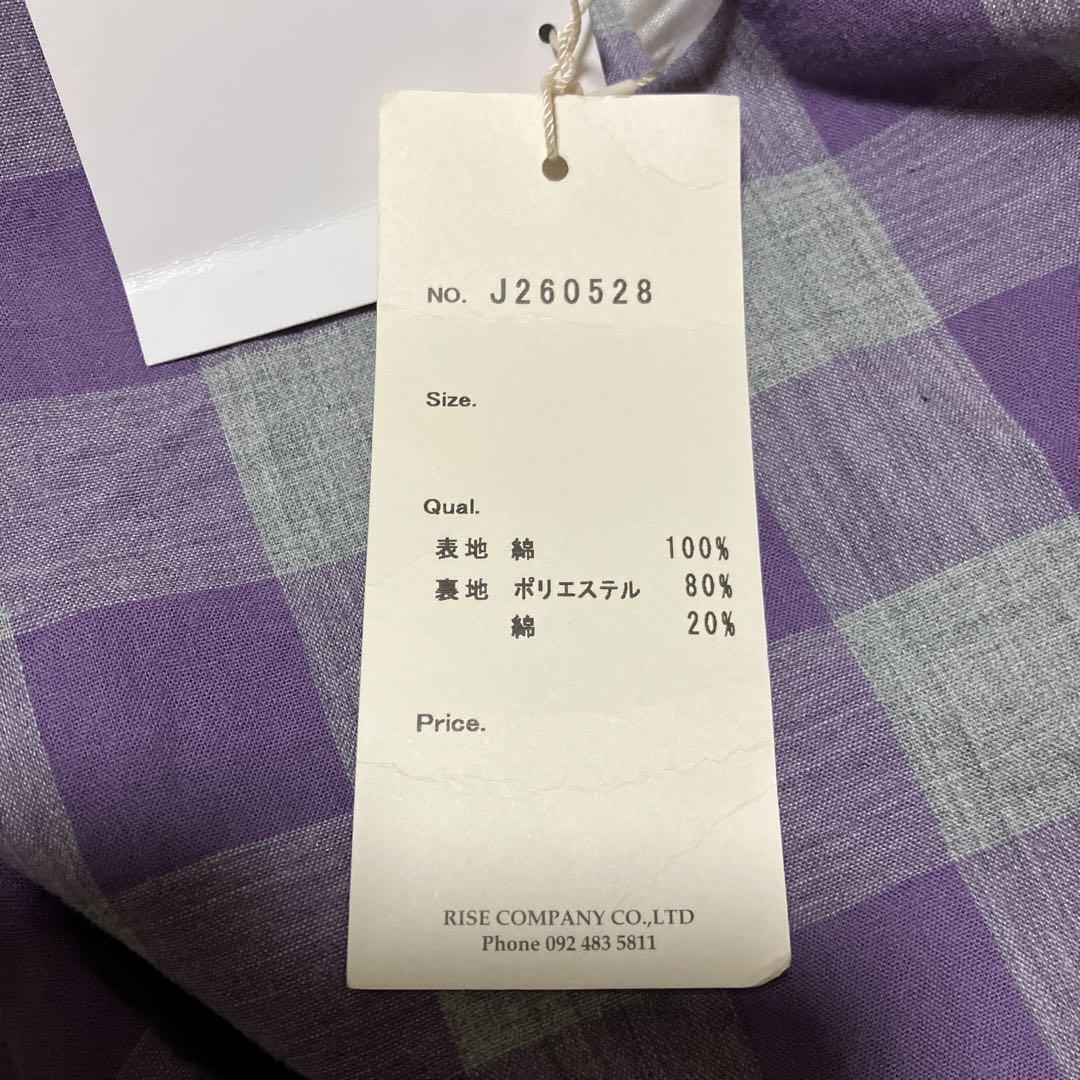 NO. J260528
Size.
Qual.
表地 綿 100%
裏地 ポリエステル 80%
綿 20%
Price.
RISE COMPANY CO.,LTD
Phone 092 483 5811